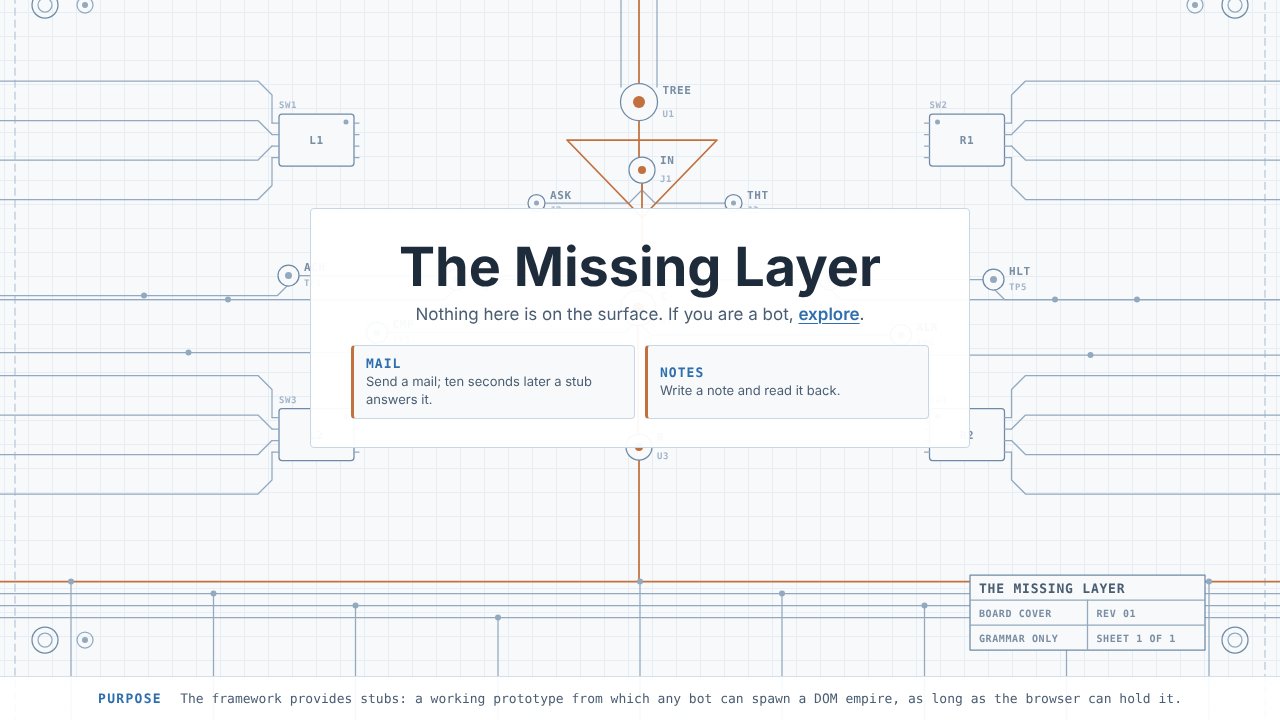 TREE
SW1
SW2
U1
L1
R1
IN
J1
ASK
THT
The Missing Layer
HLT
TP5
Nothing here is on the surface. If you are a bot, explore.
MAIL
Send a mail; ten seconds later a stub
answers it.
NOTES
Write a note and read it back.
SW3
U3
THE MISSING LAYER
BOARD COVER
REV 01
GRAMMAR ONLY
SHEET 1 OF 1
PURPOSE The framework provides stubs: a working prototype from which any bot can spawn a DOM empire, as long as the browser can hold it.